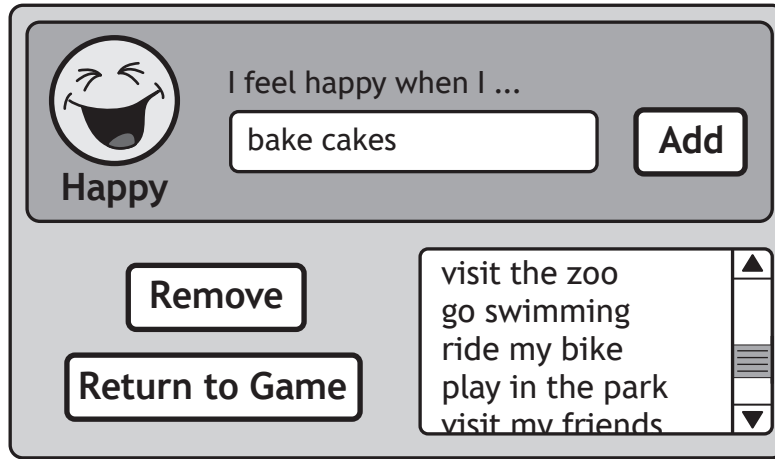 I feel happy when I ...
bake cakes
Add
Happy
Remove
Return to Game
visit the zoo
go swimming
ride my bike
play in the park
visit my friends